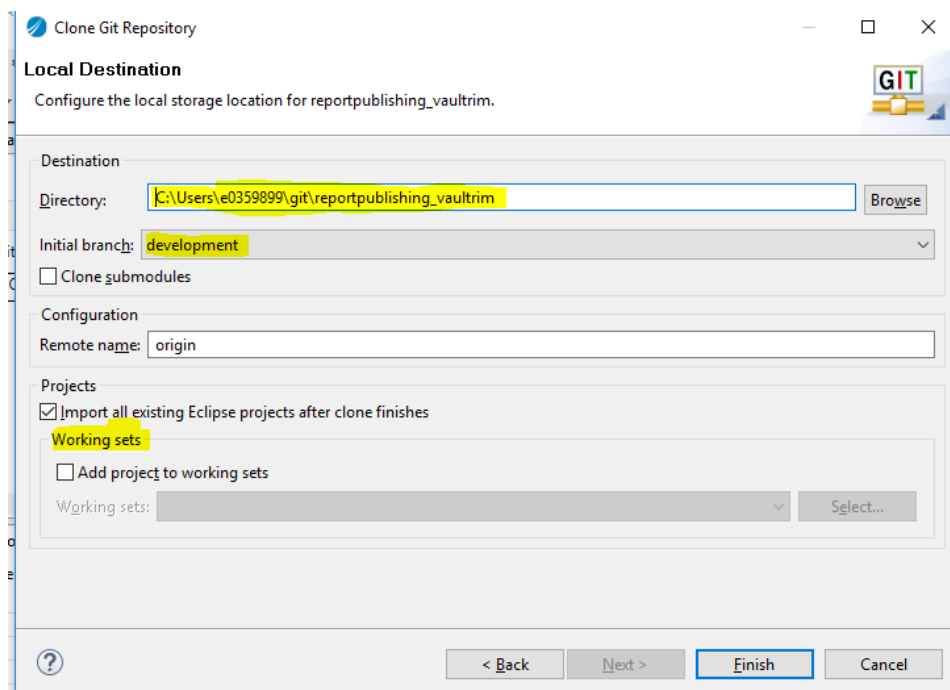 Clone Git Repository
Local Destination
Configure the local storage location for reportpublishing_vaultrim.
GIT
Destination
Directory: C:\Users\e0359899\git\reportpublishing_vaultrim Browse
Initial branch: development
Clone submodules
Configuration
Remote name: origin
Projects
Import all existing Eclipse projects after clone finishes
Working sets
Add project to working sets
Working sets: Select...
? < Back Next > Finish Cancel